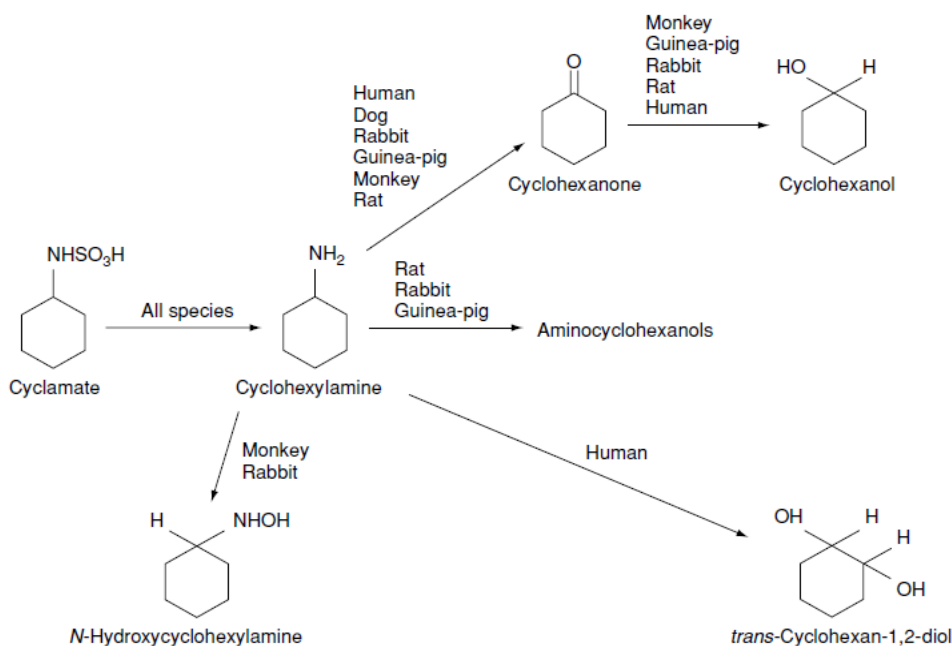 Monkey
Guinea-pig
Rabbit
Rat
Human
O
HO
H
Human
Dog
Rabbit
Guinea-pig
Monkey
Rat
Cyclohexanone
Cyclohexanol
NHSO₃H
NH₂
Rat
Rabbit
Guinea-pig
All species
Aminocyclohexanols
Cyclamate
Cyclohexylamine
Monkey
Rabbit
Human
H
NHOH
OH
H
H
OH
N-Hydroxycyclohexylamine
trans-Cyclohexan-1,2-diol